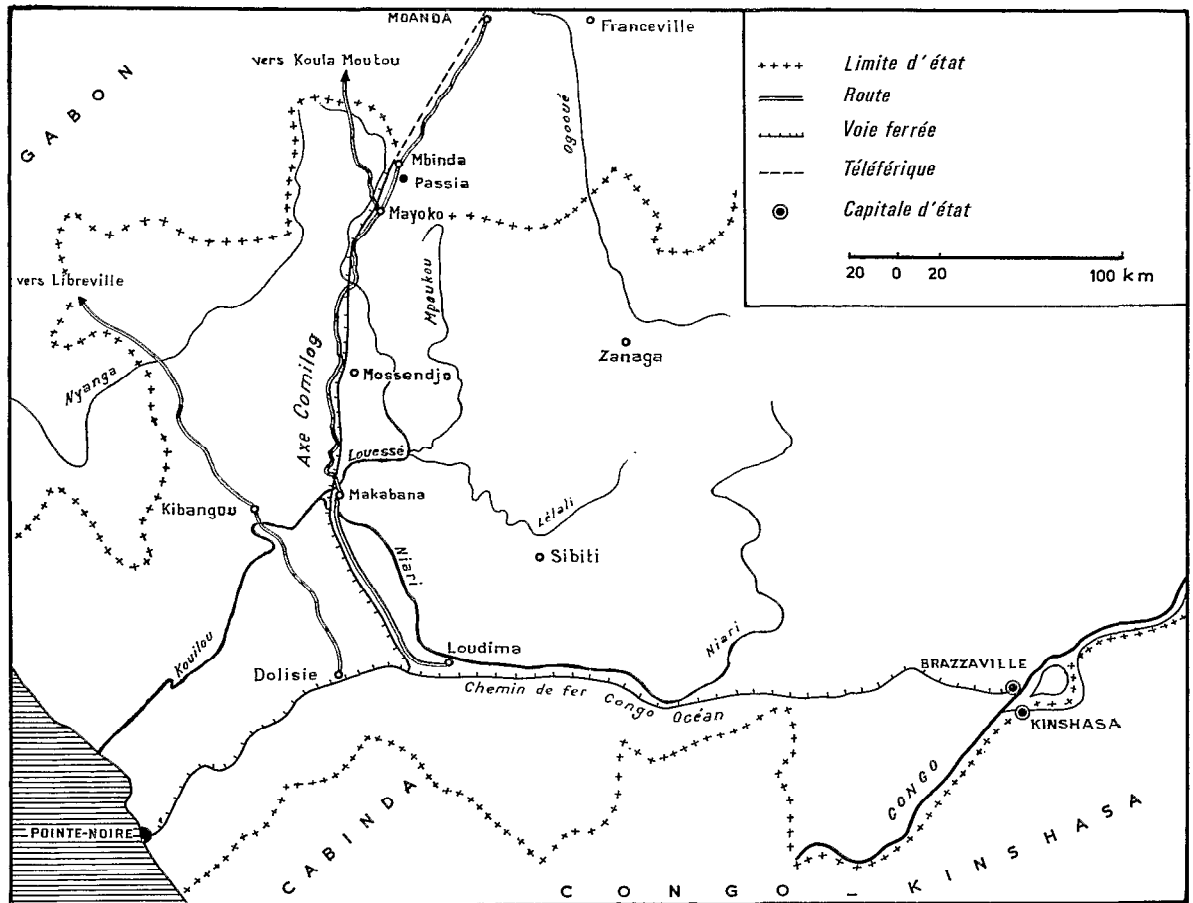 MOANDA
Franceville
vers Koula Moutou
GABON
Ogooué
Mbinda
Passia
Mayoko
vers Libreville
Mpoukou
Nyanga
Axe Comilog
Mossendjo
Zanaga
Louessé
Makabana
Kibangou
Lélali
Sibiti
Niari
Niari
Kouilou
Loudima
Dolisie
Chemin de fer Congo Océan
BRAZZAVILLE
KINSHASA
POINTE-NOIRE
CABINDA
CONGO
CONGO – KINSHASA
Limite d'état
Route
Voie ferrée
Téléférique
Capitale d'état
20 0 20 100 km